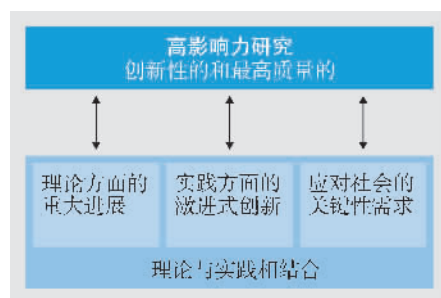 高影响力研究
创新性的和最高质量的
理论方面的
重大进展
实践方面的
激进式创新
应对社会的
关键性需求
理论与实践相结合